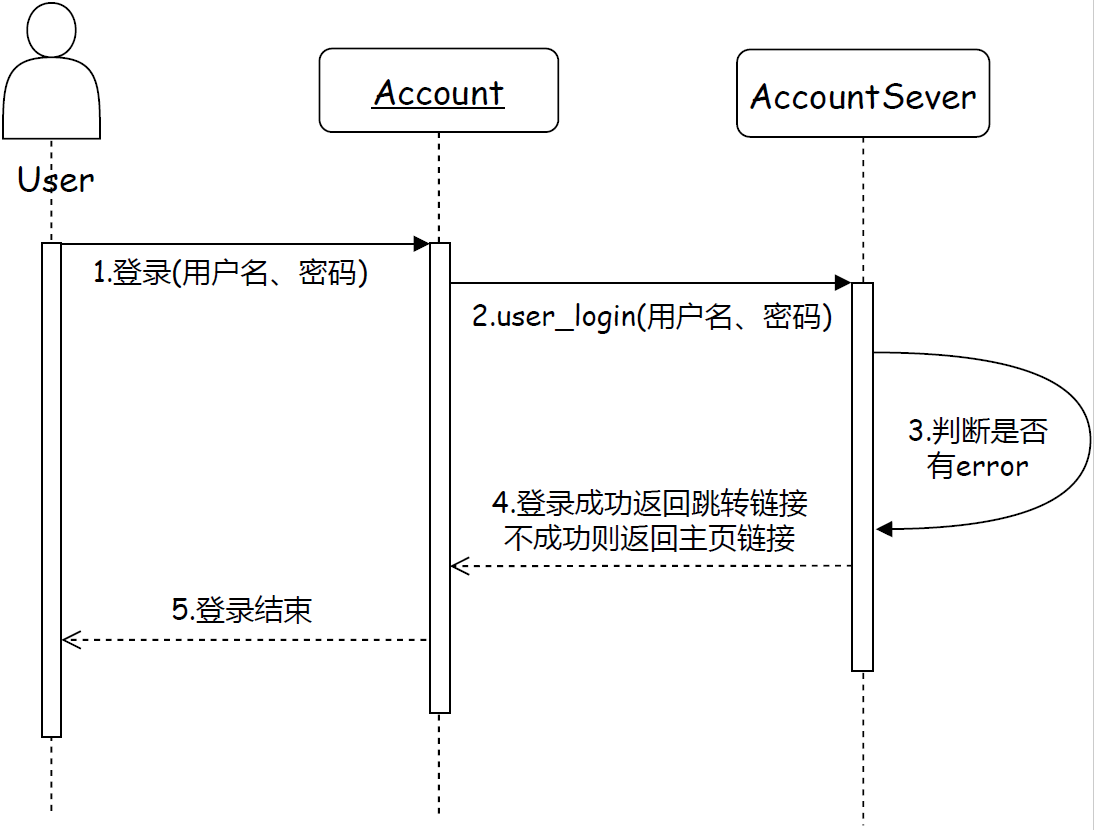 User
Account
AccountSever
1.登录(用户名、密码)
2.user_login(用户名、密码)
3.判断是否
有error
4.登录成功返回跳转链接
不成功则返回主页链接
5.登录结束